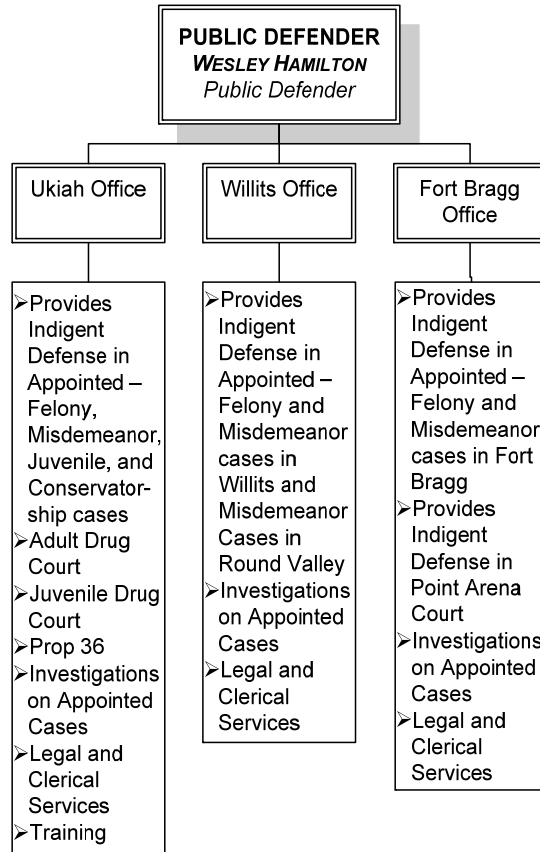 PUBLIC DEFENDER
WESLEY HAMILTON
Public Defender
Ukiah Office
➢Provides
Indigent
Defense in
Appointed –
Felony,
Misdemeanor,
Juvenile, and
Conservator-
ship cases
➢Adult Drug
Court
➢Juvenile Drug
Court
➢Prop 36
➢Investigations
on Appointed
Cases
➢Legal and
Clerical
Services
➢Training
Willits Office
➢Provides
Indigent
Defense in
Appointed –
Felony and
Misdemeanor
cases in
Willits and
Misdemeanor
Cases in
Round Valley
➢Investigations
on Appointed
Cases
➢Legal and
Clerical
Services
Fort Bragg
Office
➢Provides
Indigent
Defense in
Appointed –
Felony and
Misdemeanor
cases in Fort
Bragg
➢Provides
Indigent
Defense in
Point Arena
Court
➢Investigations
on Appointed
Cases
➢Legal and
Clerical
Services